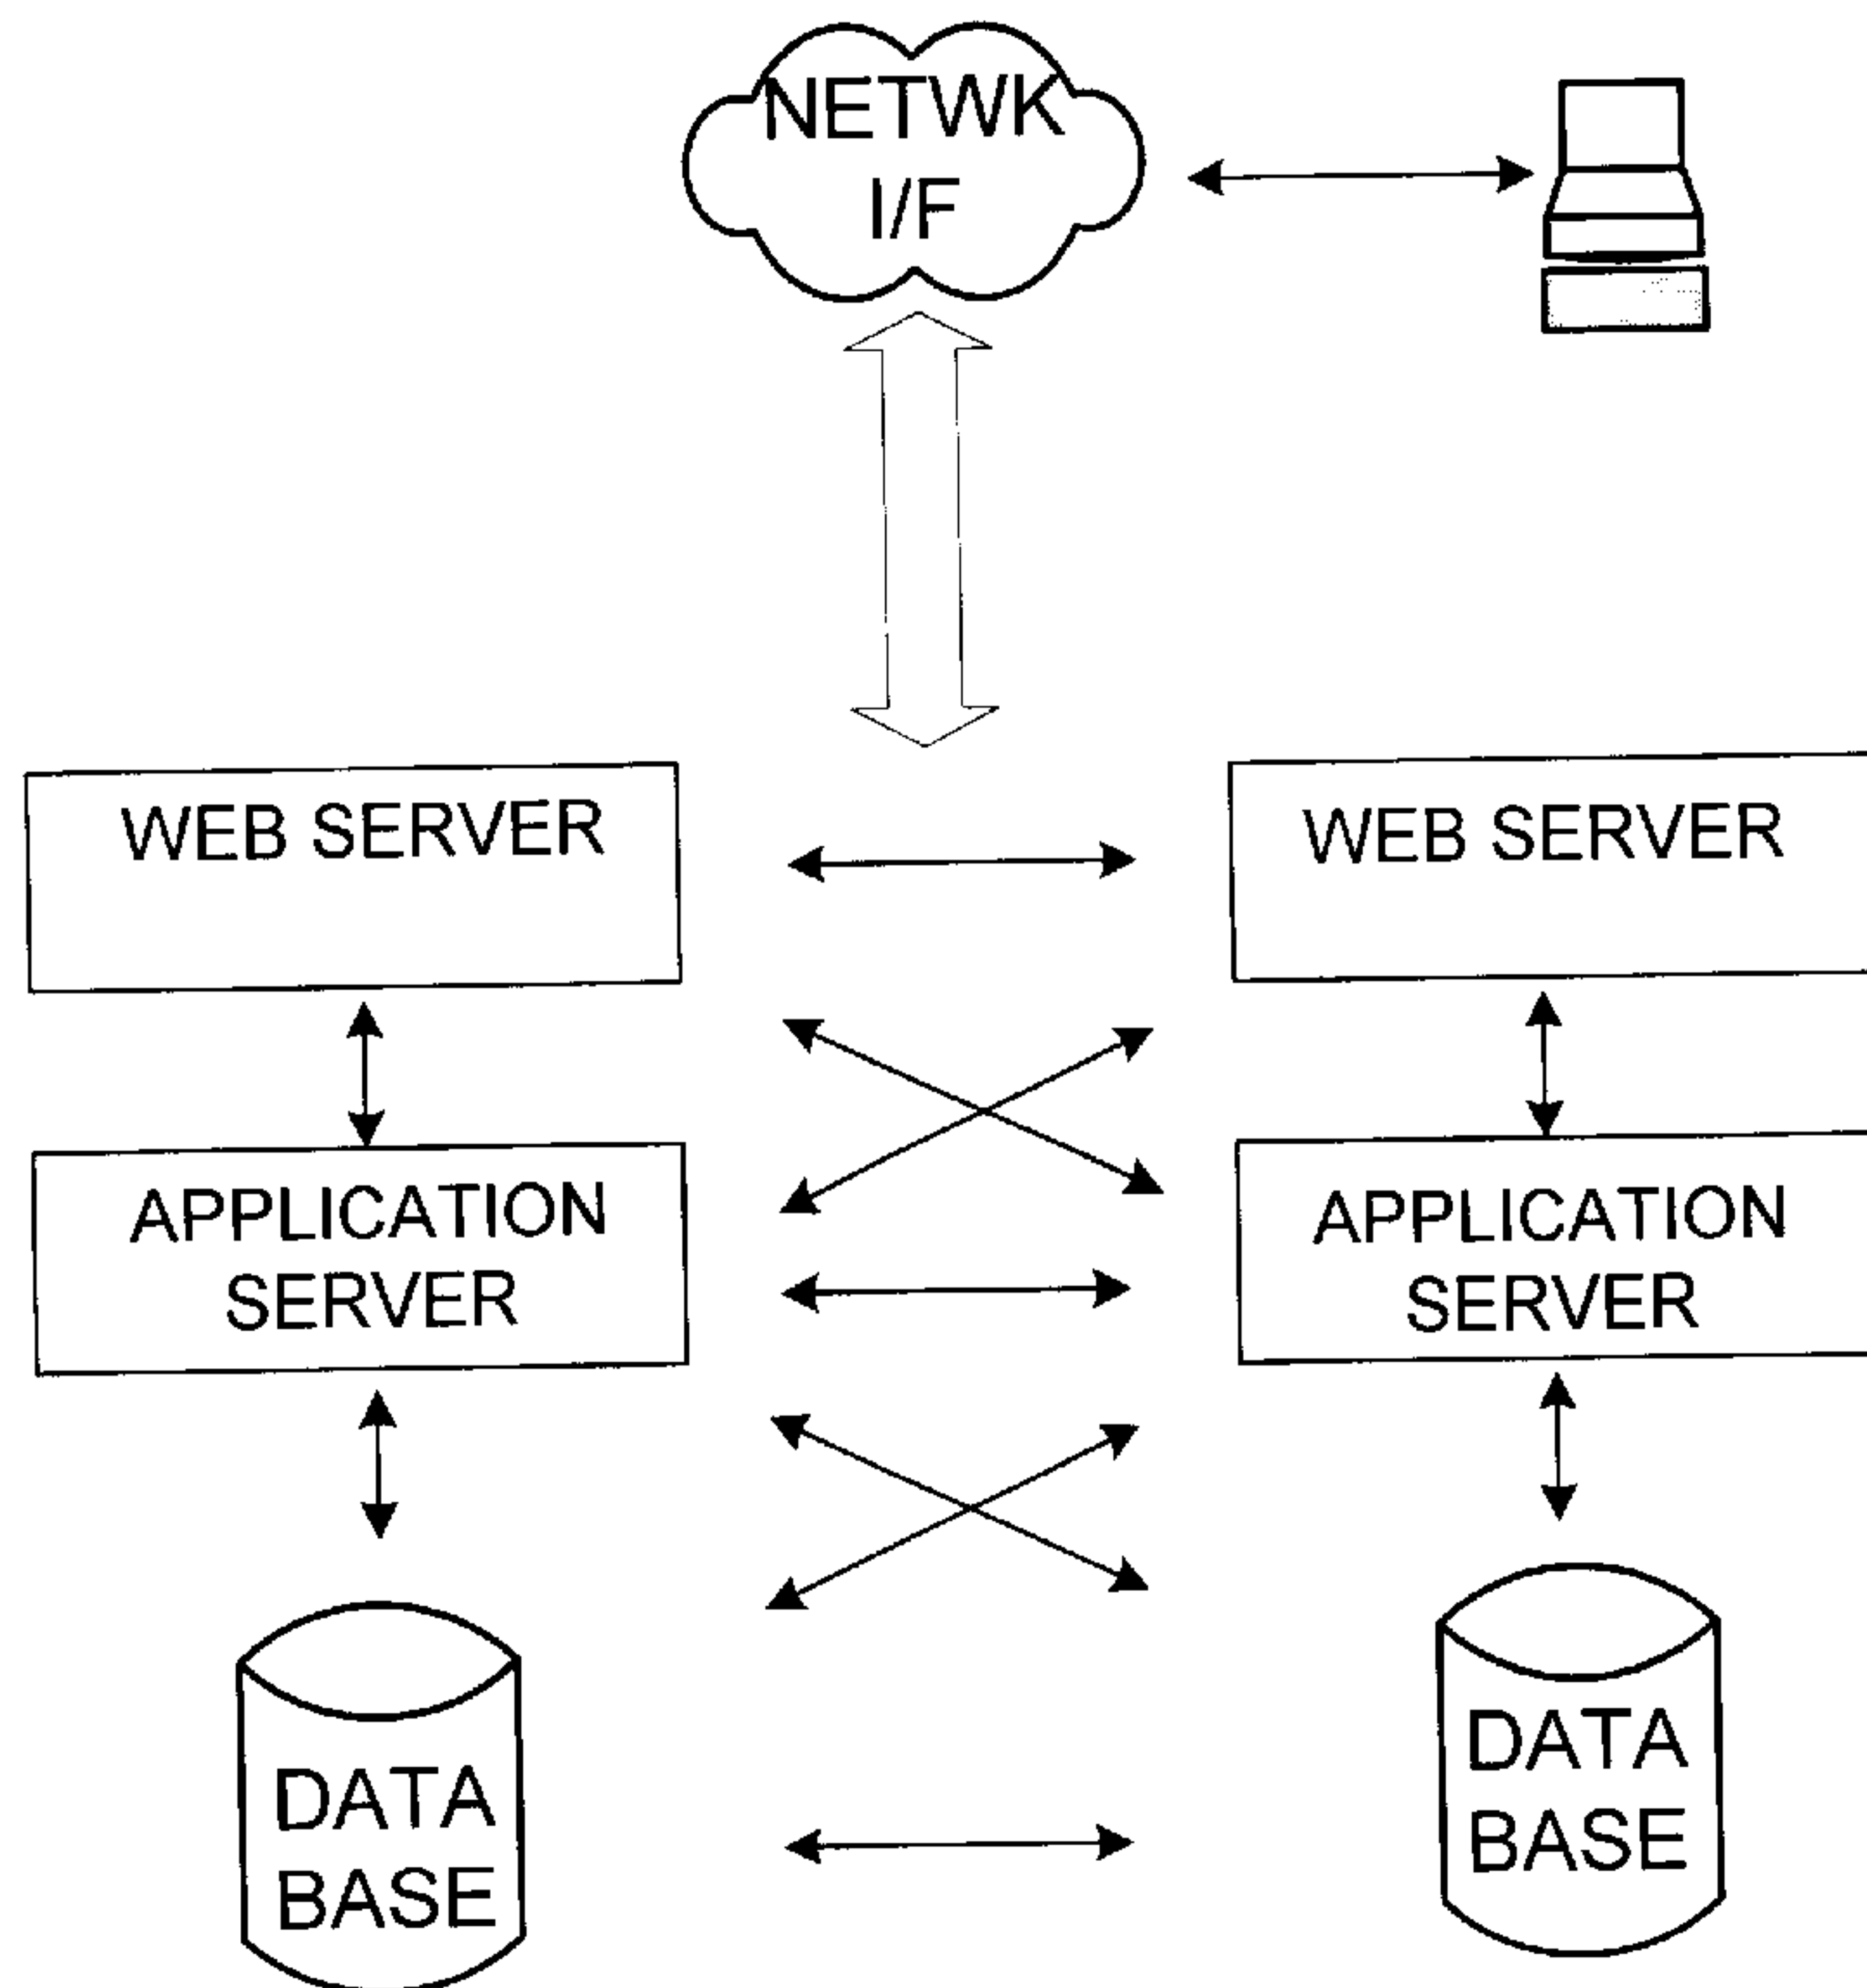 NETWK
I/F
WEB SERVER
WEB SERVER
APPLICATION
SERVER
APPLICATION
SERVER
DATA
BASE
DATA
BASE